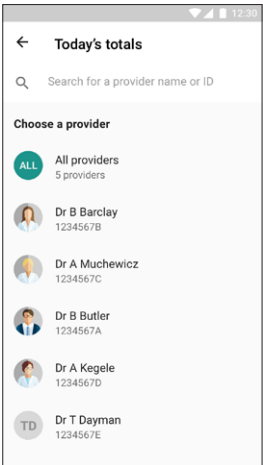 12:30
Today's totals
Search for a provider name or ID
Choose a provider
ALL
All providers
5 providers
Dr B Barclay
1234567B
Dr A Muchewicz
1234567C
Dr B Butler
1234567A
Dr A Kegele
1234567D
TD
Dr T Dayman
1234567E